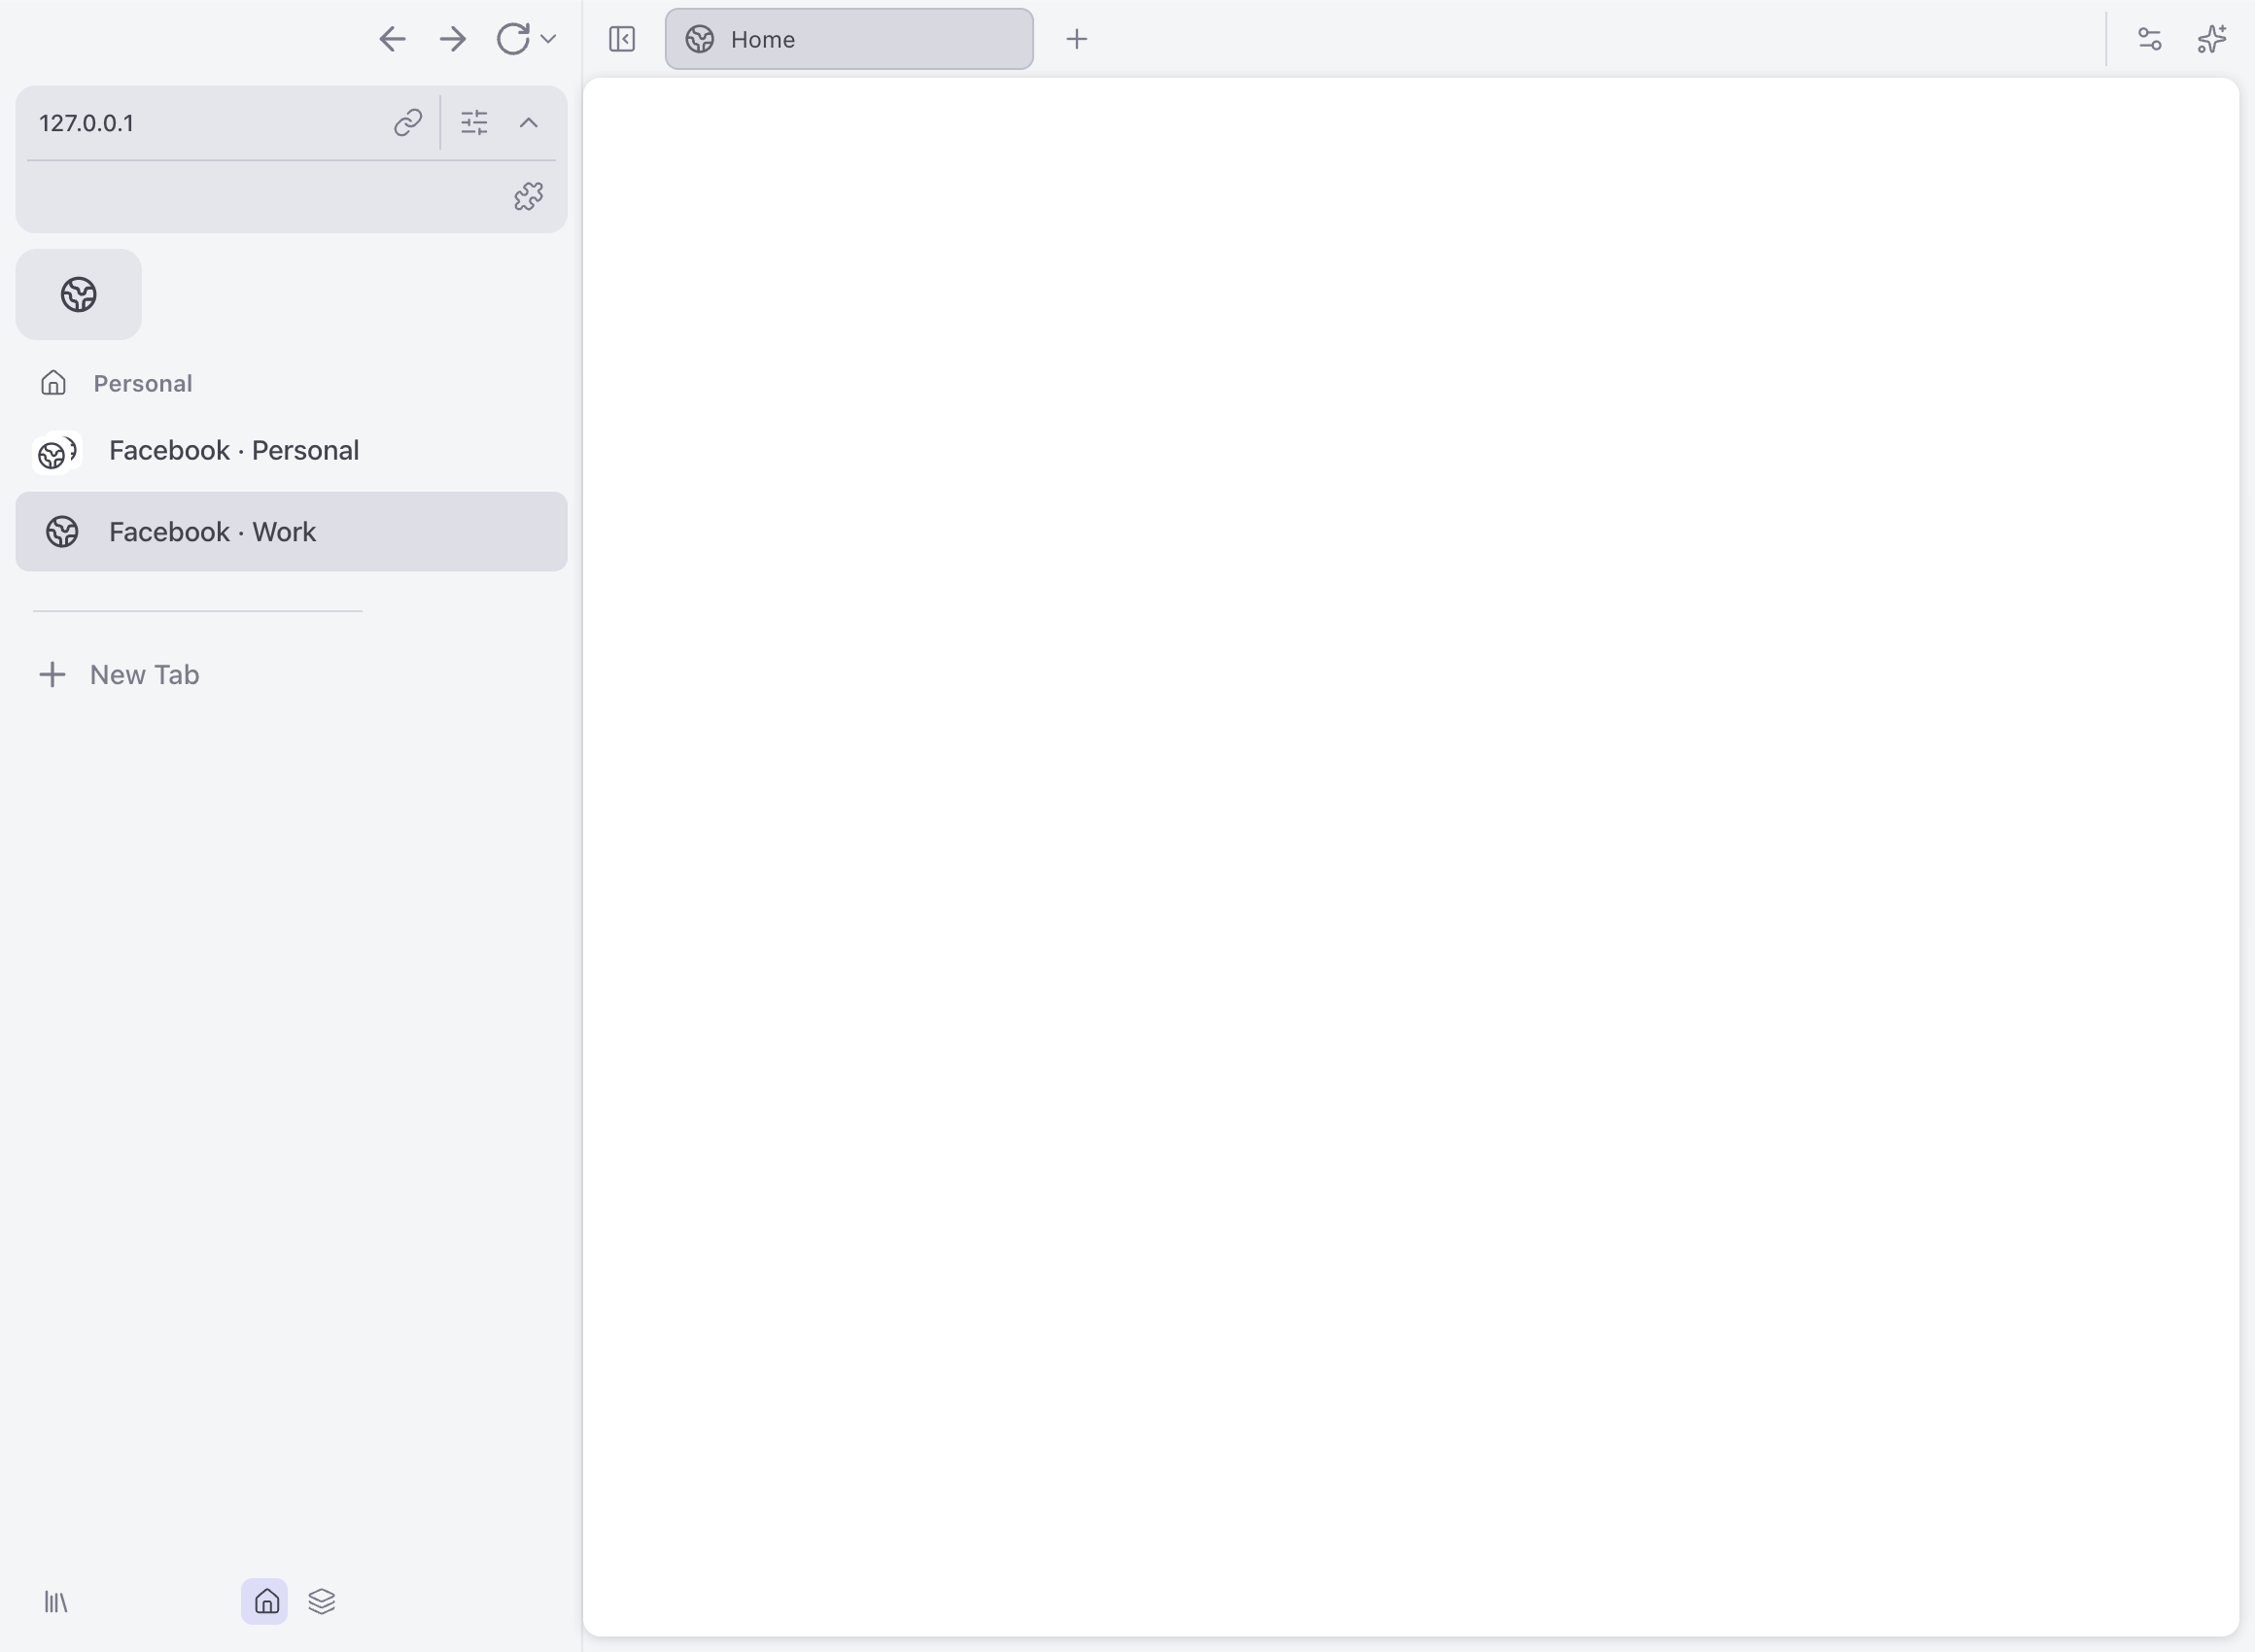 Home
127.0.0.1
Personal
Facebook · Personal
Facebook · Work
New Tab